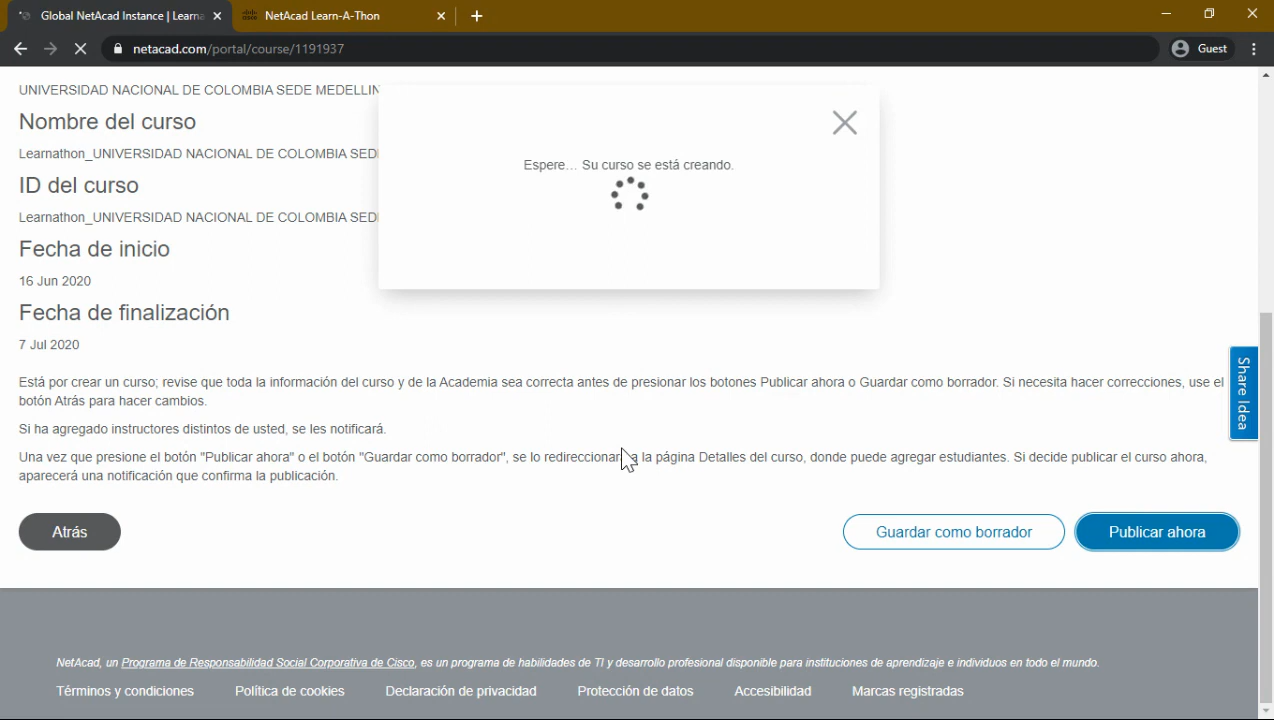 Global NetAcad Instance | Learna
NetAcad Learn-A-Thon
netacad.com/portal/course/1191937
Guest
UNIVERSIDAD NACIONAL DE COLOMBIA SEDE MEDELLIN
Nombre del curso
Learnathon_UNIVERSIDAD NACIONAL DE COLOMBIA SED
ID del curso
Learnathon_UNIVERSIDAD NACIONAL DE COLOMBIA SEDE
Fecha de inicio
16 Jun 2020
Fecha de finalización
7 Jul 2020
Espere... Su curso se está creando.
Share Idea
Está por crear un curso; revise que toda la información del curso y de la Academia sea correcta antes de presionar los botones Publicar ahora o Guardar como borrador. Si necesita hacer correcciones, use el
botón Atrás para hacer cambios.
Si ha agregado instructores distintos de usted, se les notificará.
Una vez que presione el botón "Publicar ahora" o el botón "Guardar como borrador", se lo redireccionará a la página Detalles del curso, donde puede agregar estudiantes. Si decide publicar el curso ahora,
aparecerá una notificación que confirma la publicación.
Atrás
Guardar como borrador
Publicar ahora
NetAcad, un Programa de Responsabilidad Social Corporativa de Cisco, es un programa de habilidades de TI y desarrollo profesional disponible para instituciones de aprendizaje e individuos en todo el mundo.
Términos y condiciones
Política de cookies
Declaración de privacidad
Protección de datos
Accesibilidad
Marcas registradas